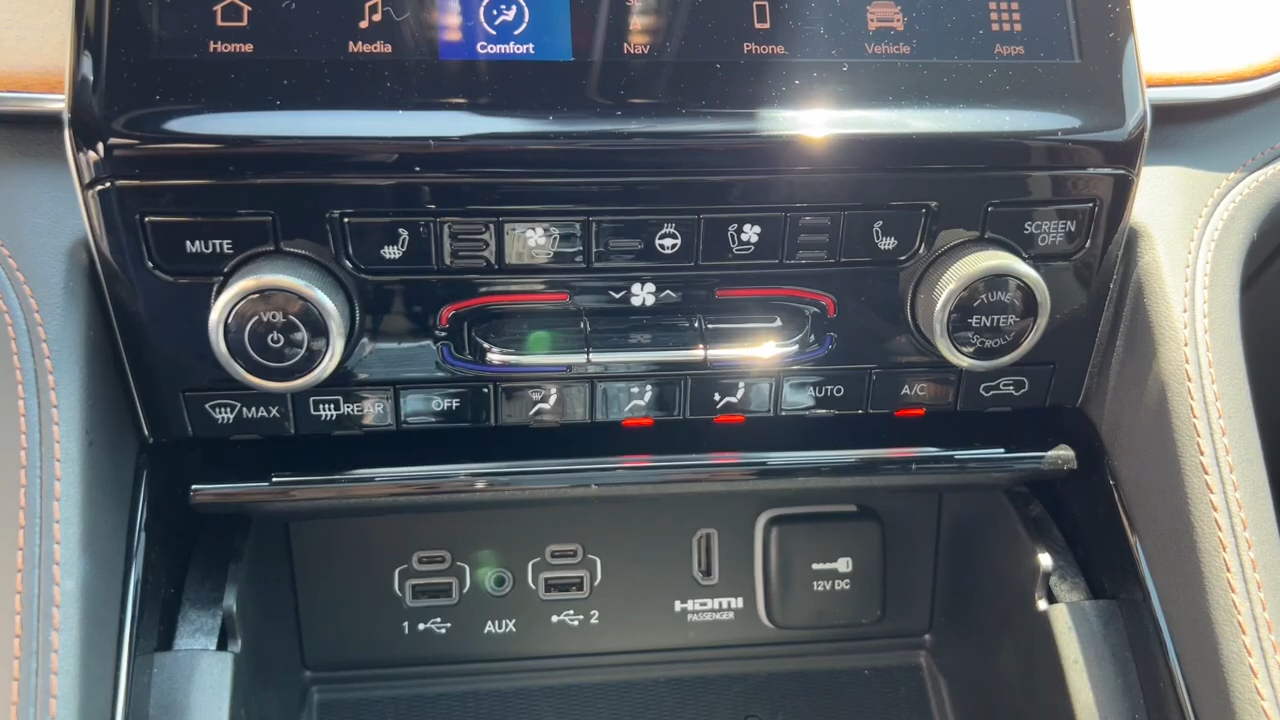 Home
Media
Comfort
Nav
Phone
Vehicle
Apps
MUTE
SCREEN
OFF
VOL
TUNE
ENTER
SCROLL
MAX
REAR
OFF
AUTO
A/C
1
AUX
2
HDMI
PASSENGER
12V DC